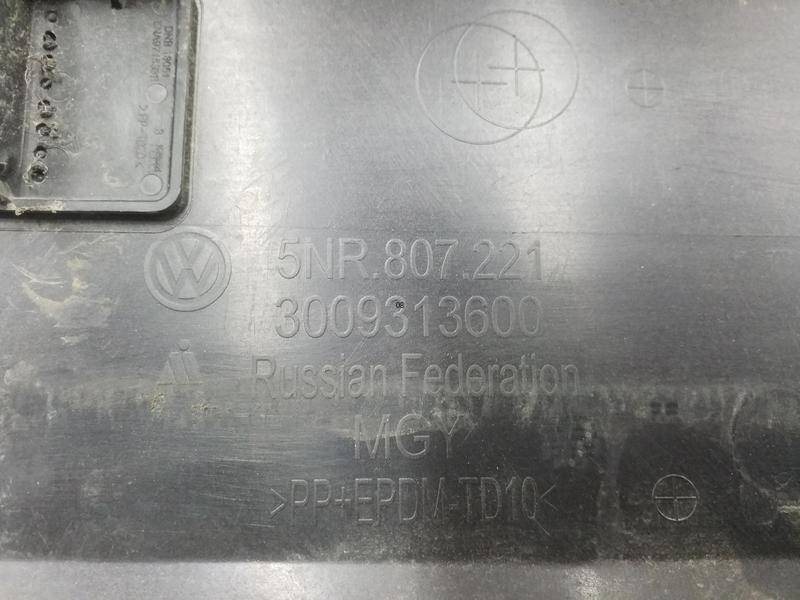 5NR.807.221
3009313600
Russian Federation
MGY
>PP+EPDM-TD10<